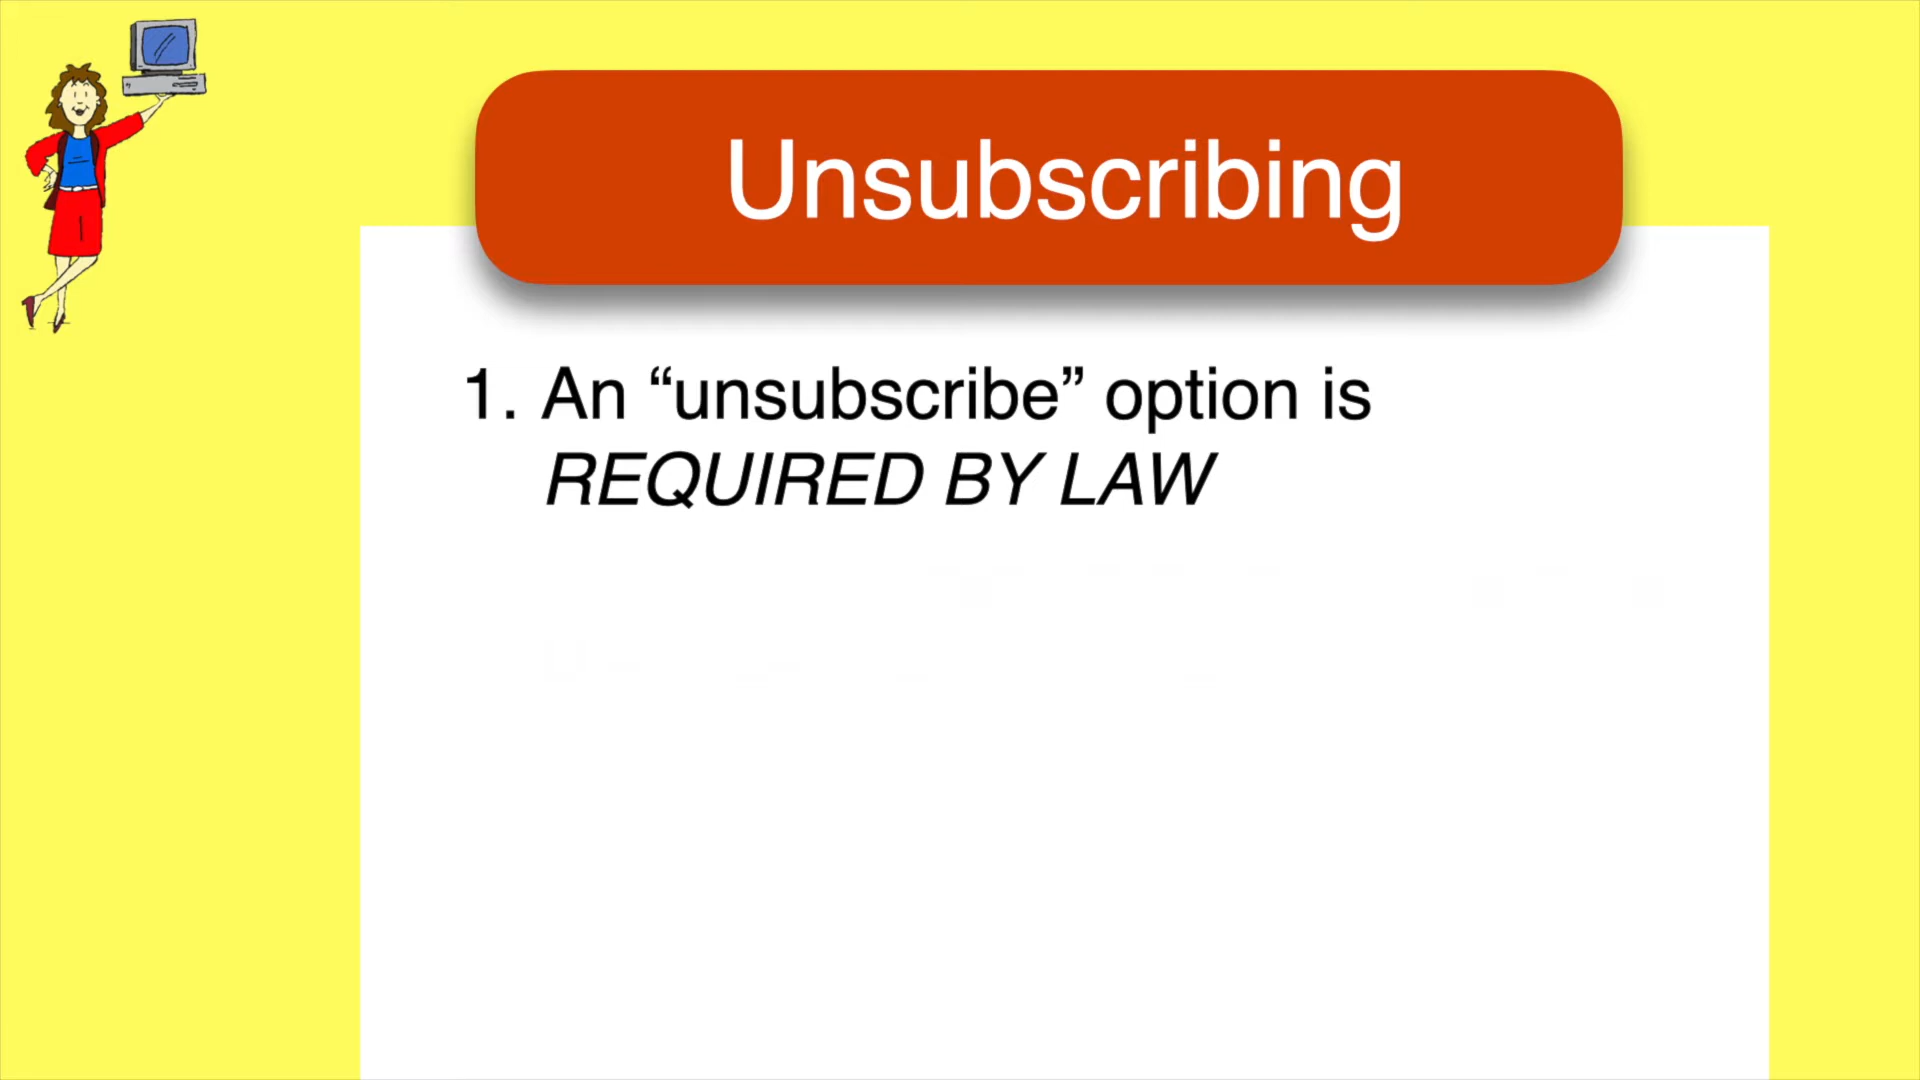 Unsubscribing
1. An “unsubscribe” option is
REQUIRED BY LAW